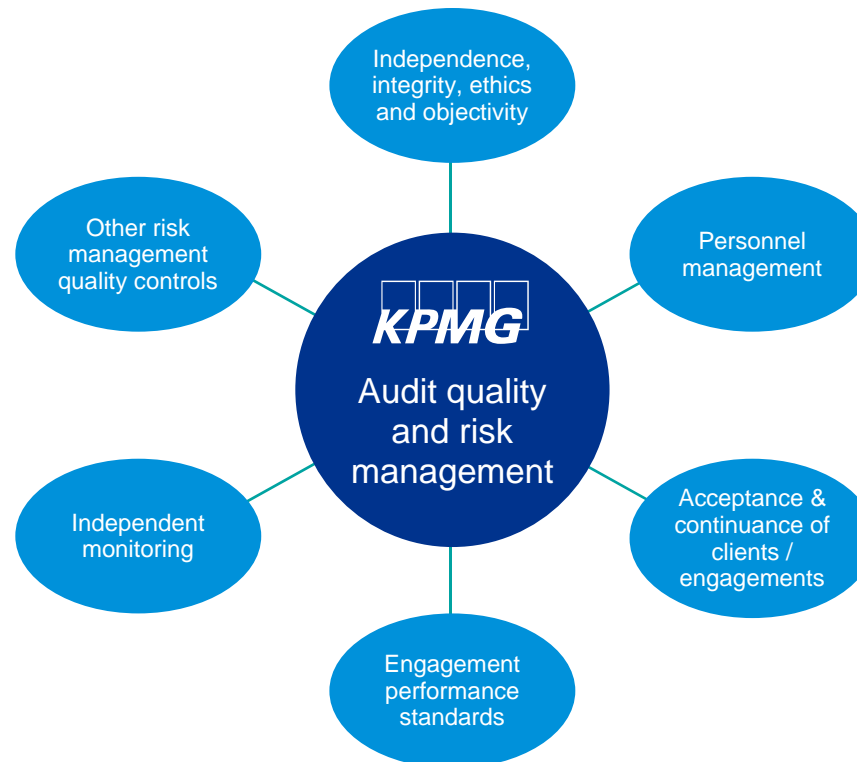 Independence,
integrity, ethics
and objectivity
Other risk
management
quality controls
Personnel
management
KPMG
Audit quality
and risk
management
Independent
monitoring
Acceptance &
continuance of
clients /
engagements
Engagement
performance
standards